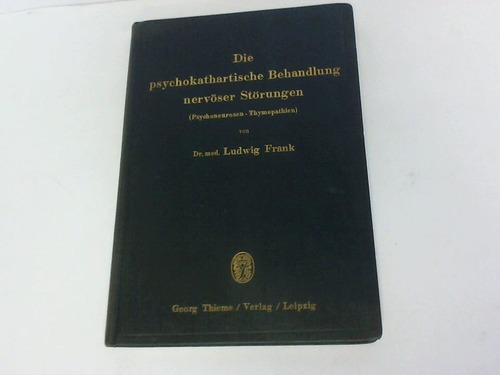 Die
psychokathartische Behandlung
nervöser Störungen
(Psychoneurosen - Thymopathien)
von
Dr. med. Ludwig Frank
Georg Thieme / Verlag / Leipzig